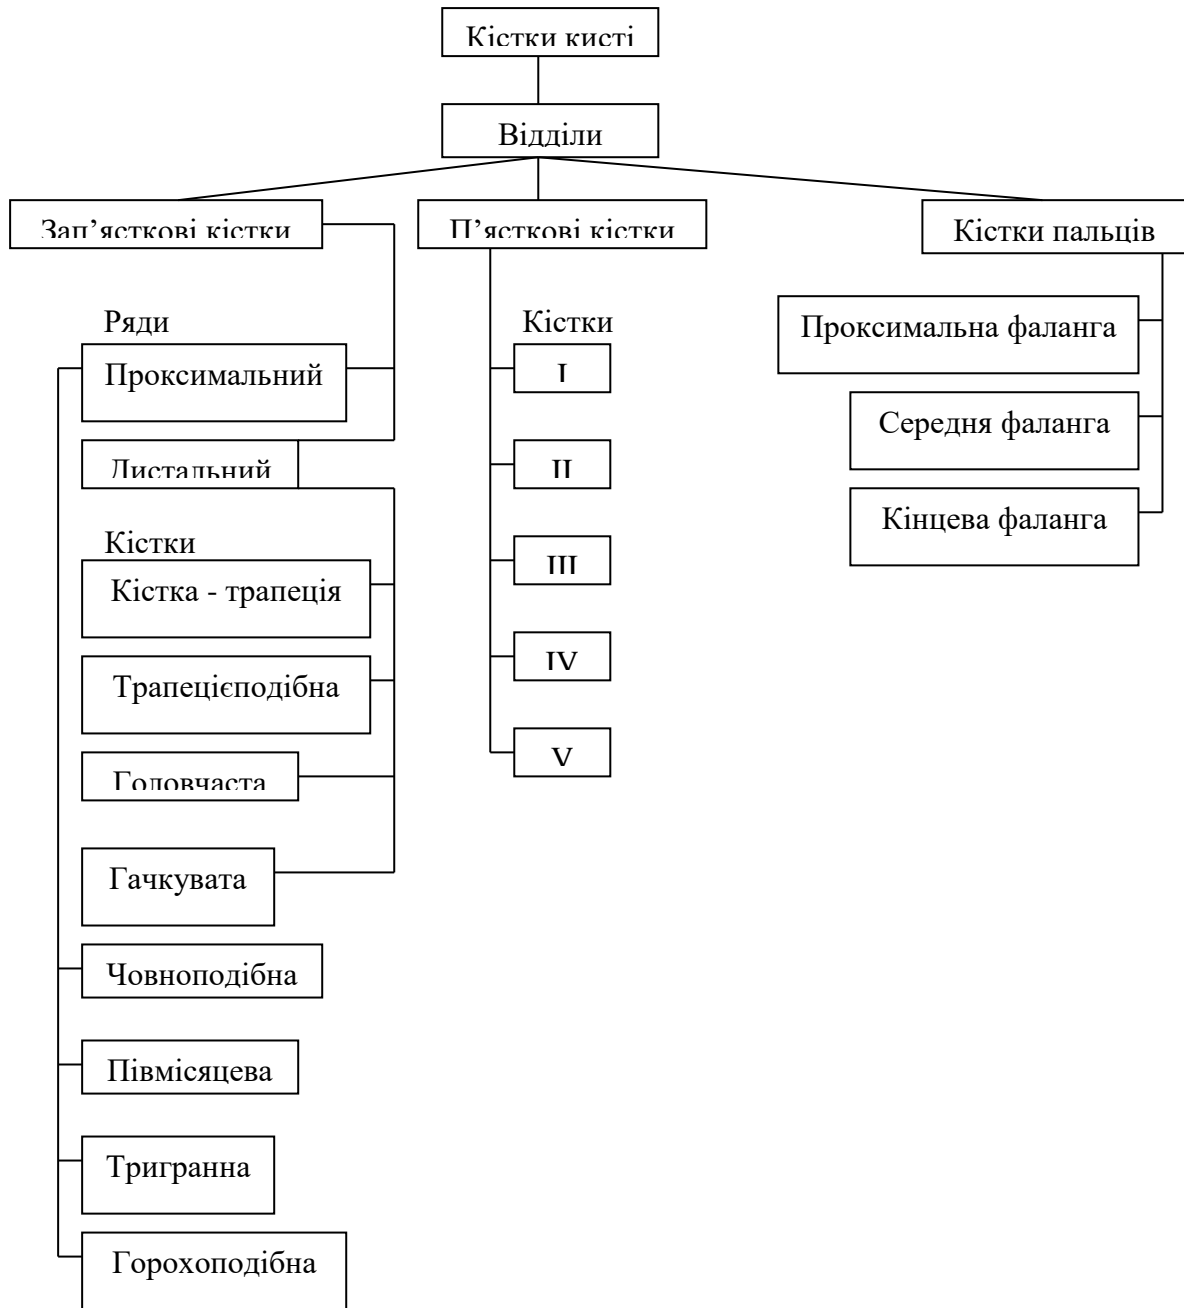 Кістки кисті
Відділи
Зап’ясткові кістки
П’ясткові кістки
Кістки пальців
Ряди
Проксимальний
Дистальний
Кістки
Кістка - трапеція
Трапецієподібна
Головчаста
Гачкувата
Човноподібна
Півмісяцева
Тригранна
Горохоподібна
Кістки
I
II
III
IV
V
Проксимальна фаланга
Середня фаланга
Кінцева фаланга